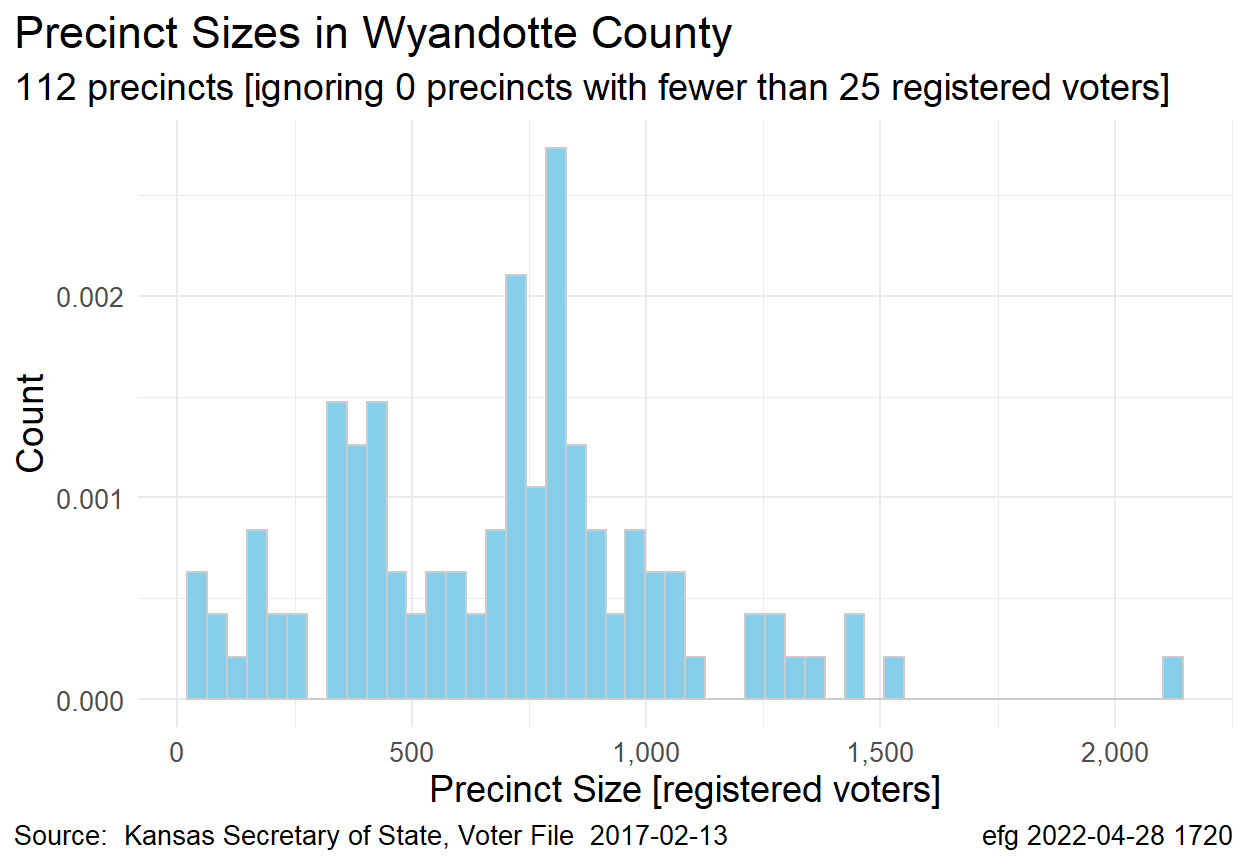 Precinct Sizes in Wyandotte County
112 precincts [ignoring 0 precincts with fewer than 25 registered voters]
Count
0.002
0.001
0.000
0 500 1,000 1,500 2,000
Precinct Size [registered voters]
Source:  Kansas Secretary of State, Voter File  2017-02-13 efg 2022-04-28 1720